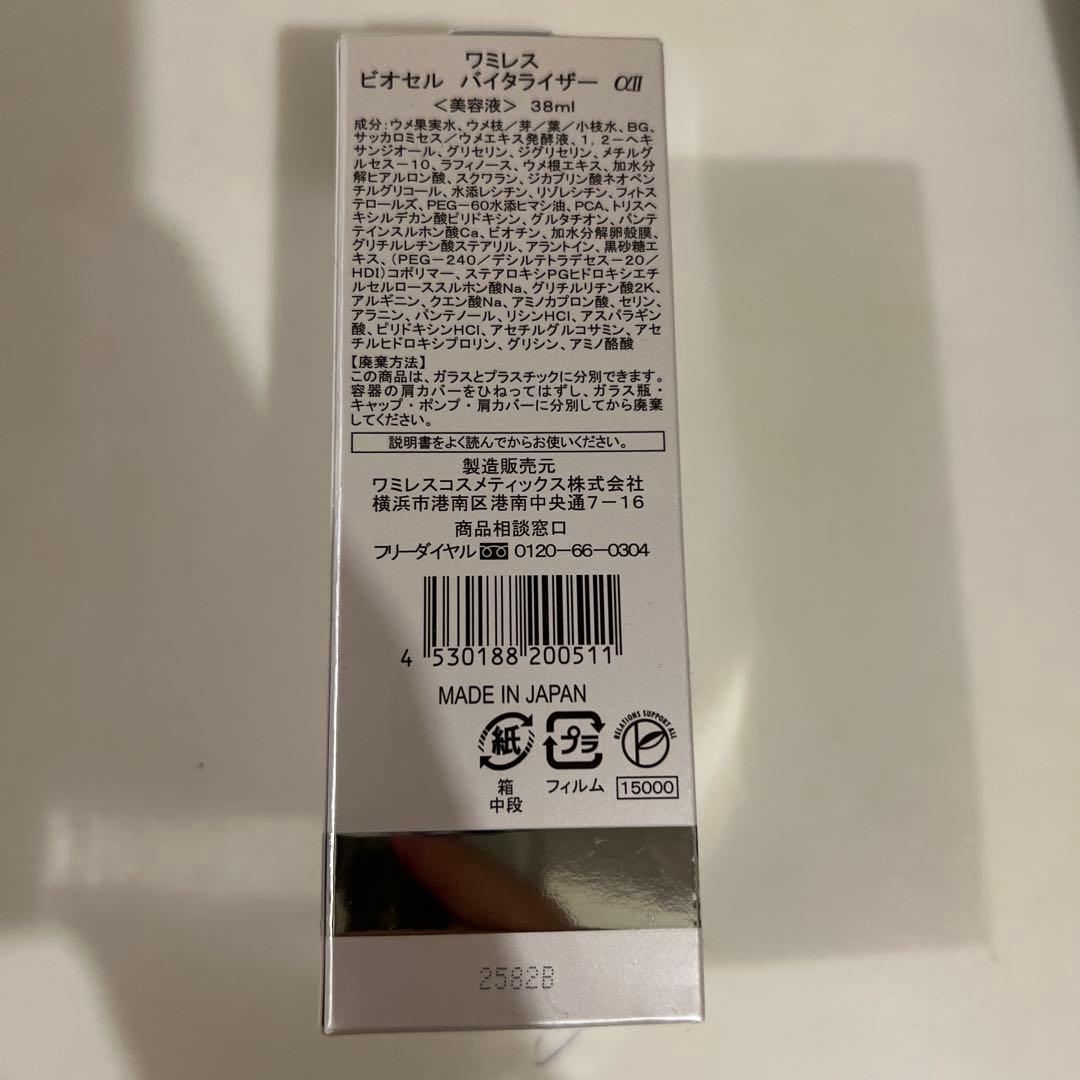 ワミレス
ビオセル バイタライザー αII
＜美容液＞ 38ml
成分：ウメ果実水、ウメ枝／芽／葉／小枝水、BG、
サッカロミセス／ウメエキス発酵液、1，2－ヘキ
サンジオール、グリセリン、ジグリセリン、メチルグ
ルセス－10、ラフィノース、ウメ根エキス、加水分
解ヒアルロン酸、スクワラン、ジカプリン酸ネオペン
チルグリコール、水添レシチン、リゾレシチン、フィトス
テロールズ、PEG－60水添ヒマシ油、PCA、トリスヘ
キシルデカン酸ピリドキシン、グルタチオン、パンテ
テインスルホン酸Ca、ビオチン、加水分解卵殻膜、
グリチルレチン酸ステアリル、アラントイン、黒砂糖エ
キス、（PEG－240／デシルテトラデセス－20／
HDI）コポリマー、ステアロキシPGヒドロキシエチ
ルセルローススルホン酸Na、グリチルリチン酸2K、
アルギニン、クエン酸Na、アミノカプロン酸、セリン、
アラニン、パンテノール、リシンHCl、アスパラギン
酸、ピリドキシンHCl、アセチルグルコサミン、アセ
チルヒドロキシプロリン、グリシン、アミノ酪酸
【廃棄方法】
この商品は、ガラスとプラスチックに分別できます。
容器の肩カバーをひねってはずし、ガラス瓶・
キャップ・ポンプ・肩カバーに分別してから廃棄
してください。
説明書をよく読んでからお使いください。
製造販売元
ワミレスコスメティックス株式会社
横浜市港南区港南中央通7－16
商品相談窓口
フリーダイヤル 0120－66－0304
4 530188 200511
MADE IN JAPAN
紙 プラ RELATIONS SUPPORT ALL
箱 フィルム 15000
中段
2582B